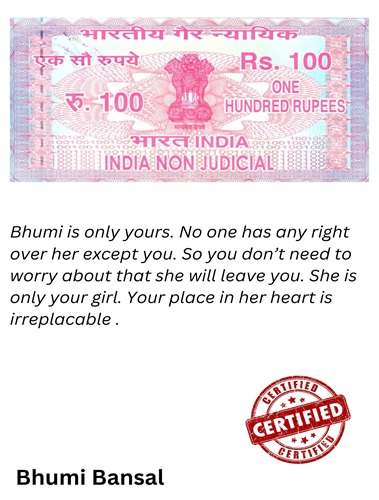 भारतीय गैर न्यायिक
एक सौ रुपये
Rs. 100
रु. 100
ONE
HUNDRED RUPEES
सत्यमेव जयते
भारत INDIA
INDIA NON JUDICIAL
Bhumi is only yours. No one has any right
over her except you. So you don’t need to
worry about that she will leave you. She is
only your girl. Your place in her heart is
irreplacable .
CERTIFIED
CERTIFIED
CERTIFIED
Bhumi Bansal